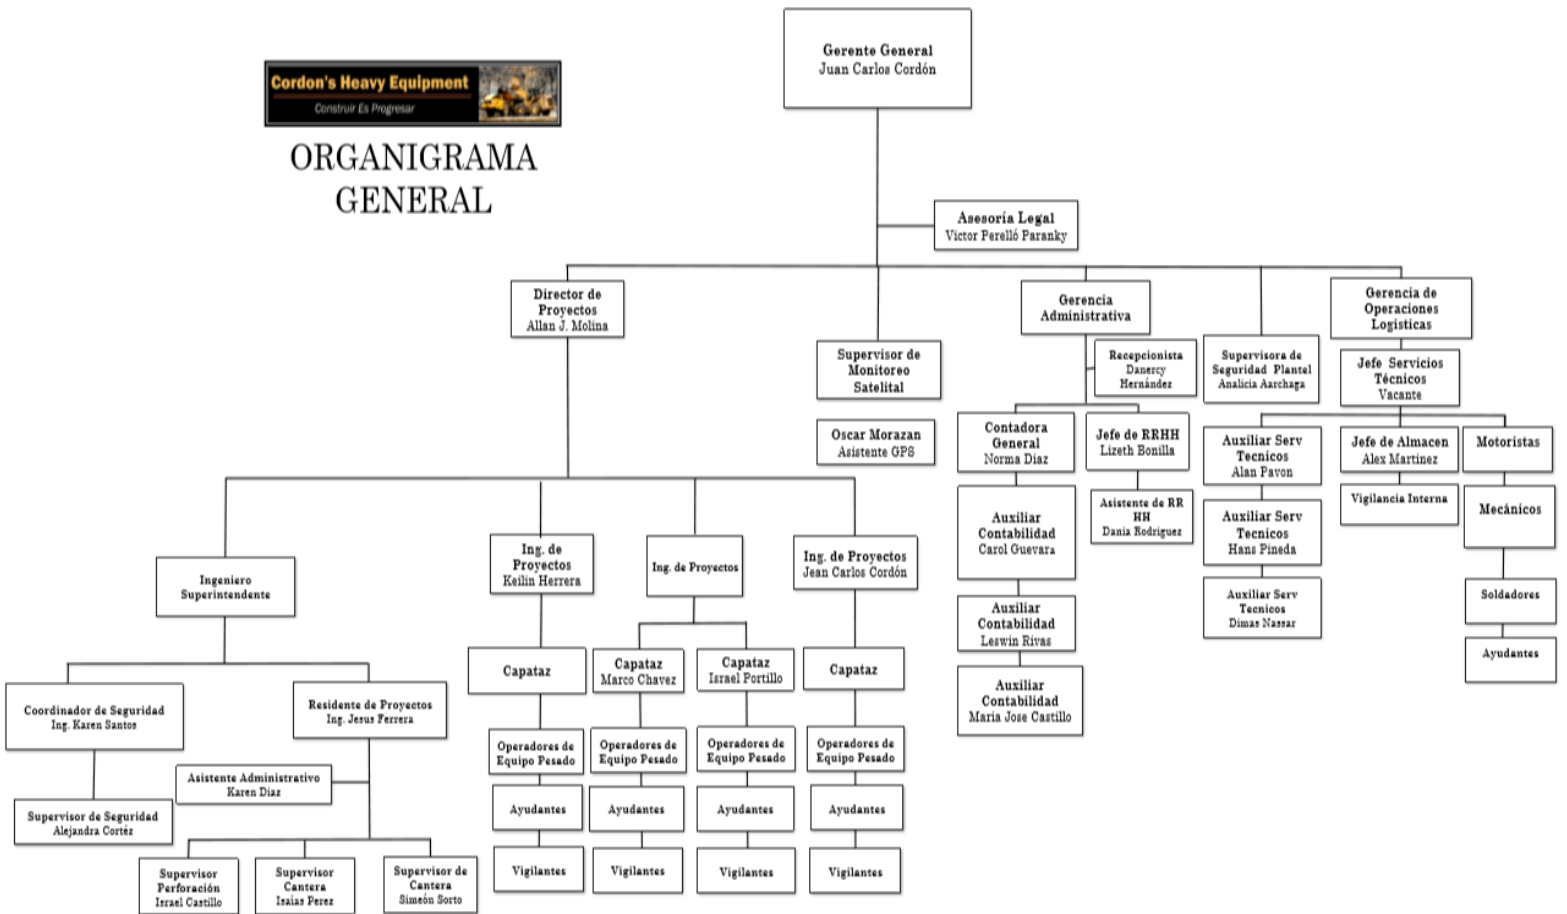 Gerente General
Juan Carlos Cordón
Cordon's Heavy Equipment
Construir Es Progresar
ORGANIGRAMA
GENERAL
Asesoría Legal
Victor Perelló Paranky
Director de
Proyectos
Allan J. Molina
Supervisor de
Monitoreo
Satelital
Oscar Morazan
Asistente GPS
Gerencia
Administrativa
Recepcionista
Danercy
Hernández
Supervisora de
Seguridad Plantel
Analicia Aarchaga
Gerencia de
Operaciones
Logísticas
Jefe Servicios
Técnicos
Vacante
Contadora
General
Norma Diaz
Jefe de RRHH
Lizeth Bonilla
Auxiliar Serv
Tecnicos
Alan Pavon
Jefe de Almacen
Alex Martinez
Motoristas
Auxiliar
Contabilidad
Carol Guevara
Asistente de RR
HH
Dania Rodriguez
Auxiliar Serv
Tecnicos
Hans Pineda
Vigilancia Interna
Mecánicos
Auxiliar
Contabilidad
Leswin Rivas
Auxiliar Serv
Tecnicos
Dimas Nassar
Soldadores
Auxiliar
Contabilidad
Maria Jose Castillo
Ayudantes
Ingeniero
Superintendente
Ing. de
Proyectos
Keilin Herrera
Ing. de Proyectos
Ing. de Proyectos
Jean Carlos Cordón
Coordinador de Seguridad
Ing. Karen Santos
Residente de Proyectos
Ing. Jesus Ferrera
Capataz
Capataz
Marco Chavez
Capataz
Israel Portillo
Capataz
Asistente Administrativo
Karen Diaz
Supervisor de Seguridad
Alejandra Cortéz
Operadores de
Equipo Pesado
Operadores de
Equipo Pesado
Operadores de
Equipo Pesado
Operadores de
Equipo Pesado
Ayudantes
Ayudantes
Ayudantes
Ayudantes
Supervisor
Perforación
Israel Castillo
Supervisor
Cantera
Isaías Perez
Supervisor de
Cantera
Simeón Sorto
Vigilantes
Vigilantes
Vigilantes
Vigilantes